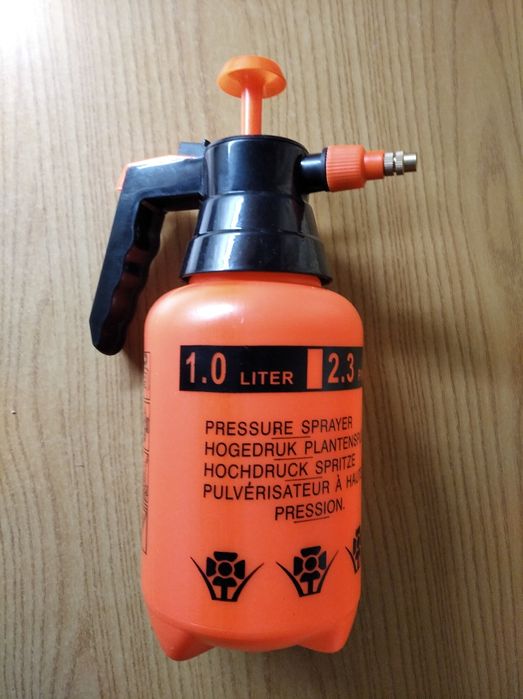 1.0 LITER 2.3
PRESSURE SPRAYER
HOGEDRUK
HOCHDRUCK SPRITZE
PULVÉRISATEUR À
PRESSION.